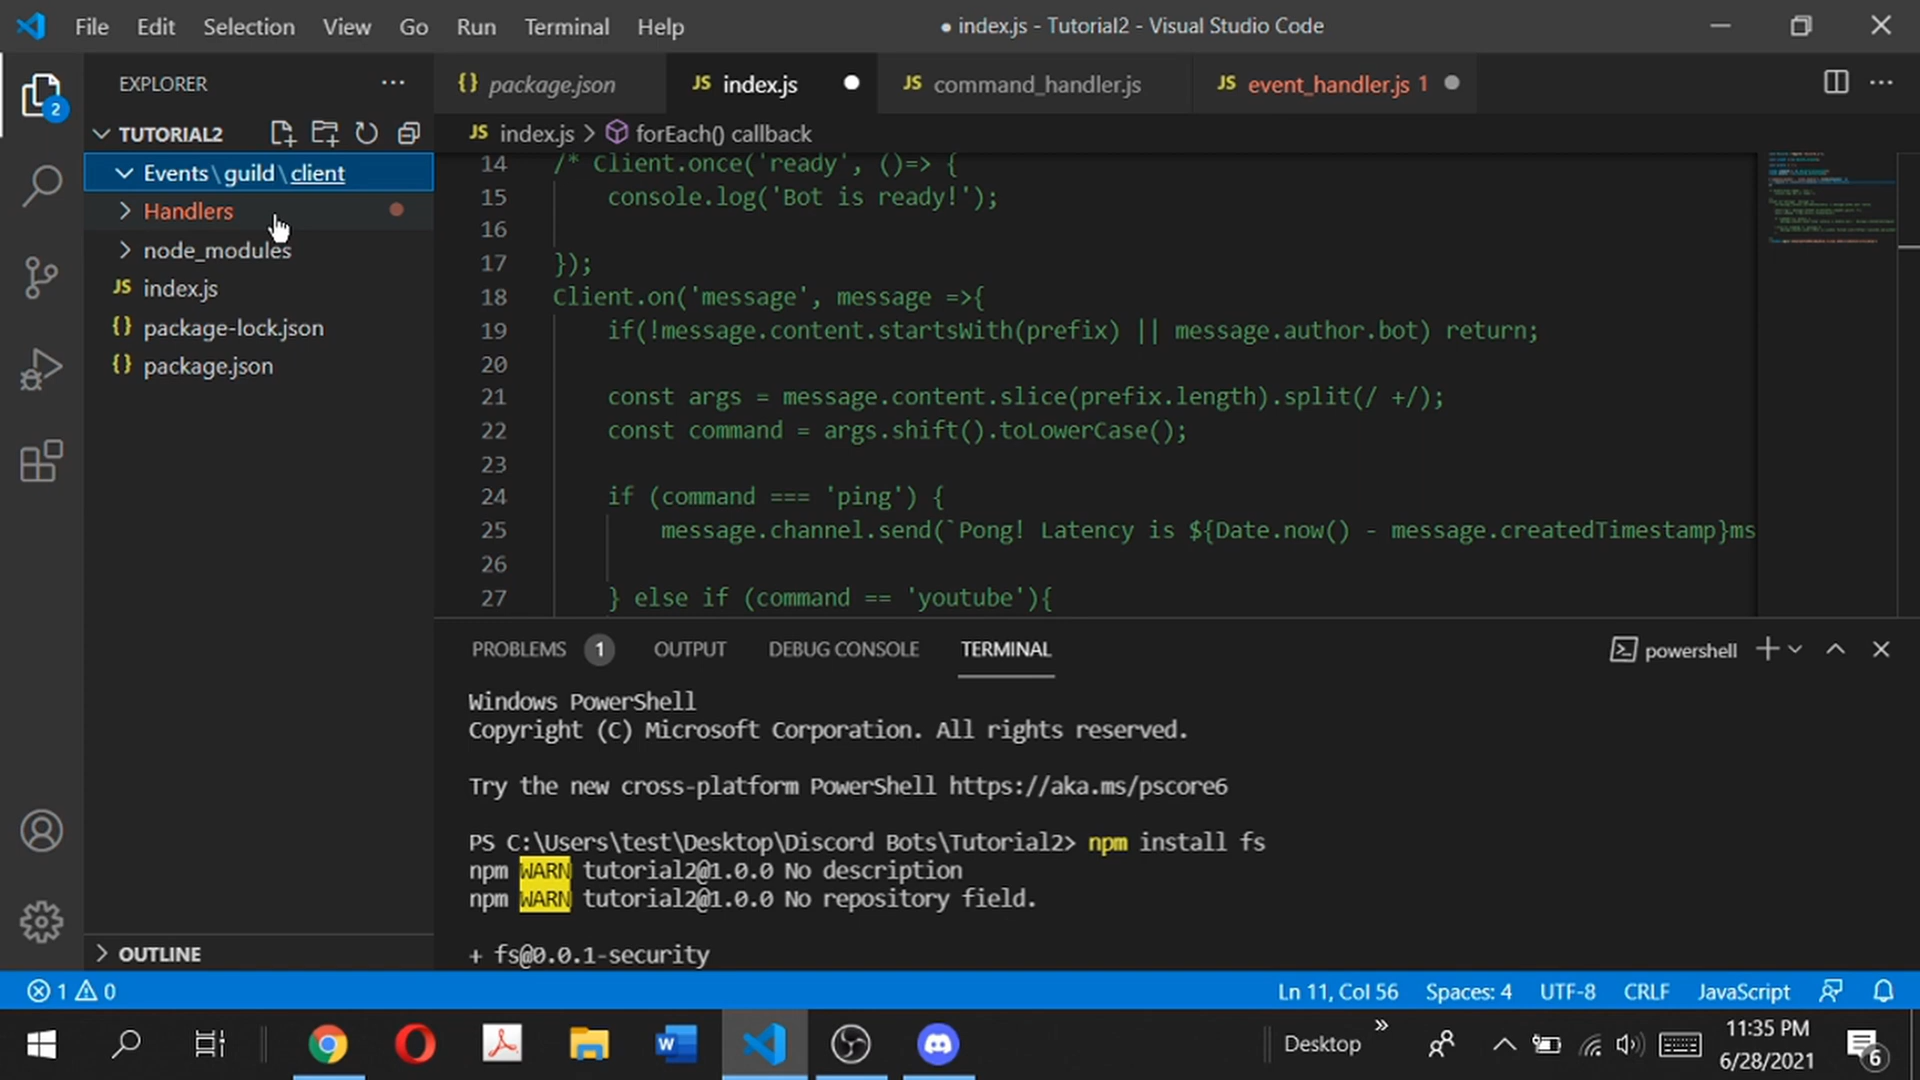 File Edit Selection View Go Run Terminal Help
● index.js - Tutorial2 - Visual Studio Code
EXPLORER
{} package.json
JS index.js
JS command_handler.js
JS event_handler.js 1
2
TUTORIAL2
JS index.js > forEach() callback
Events\guild\client
Handlers
node_modules
JS index.js
{} package-lock.json
{} package.json
14 /* Client.once('ready', ()=> {
15 console.log('Bot is ready!');
16
17 });
18 Client.on('message', message =>{
19 if(!message.content.startsWith(prefix) || message.author.bot) return;
20
21 const args = message.content.slice(prefix.length).split(/ +/);
22 const command = args.shift().toLowerCase();
23
24 if (command === 'ping') {
25 message.channel.send(`Pong! Latency is ${Date.now() - message.createdTimestamp}ms
26
27 } else if (command == 'youtube'){
PROBLEMS 1 OUTPUT DEBUG CONSOLE TERMINAL
powershell
Windows PowerShell
Copyright (C) Microsoft Corporation. All rights reserved.
Try the new cross-platform PowerShell https://aka.ms/pscore6
PS C:\Users\test\Desktop\Discord Bots\Tutorial2> npm install fs
npm WARN tutorial2@1.0.0 No description
npm WARN tutorial2@1.0.0 No repository field.
+ fs@0.0.1-security
OUTLINE
1 0
Ln 11, Col 56 Spaces: 4 UTF-8 CRLF JavaScript
W
Desktop
»
11:35 PM
6/28/2021
6